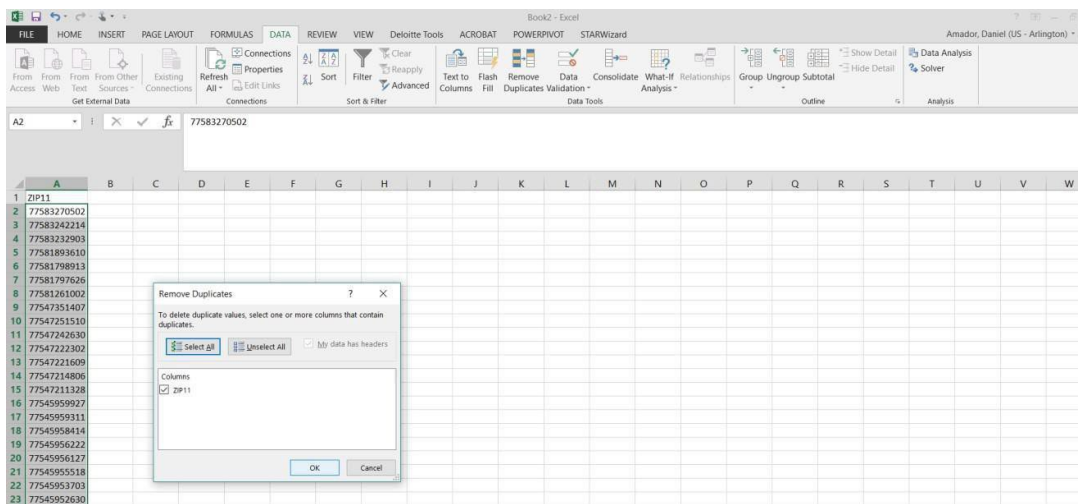 Book2 - Excel
FILE HOME INSERT PAGE LAYOUT FORMULAS DATA REVIEW VIEW Deloitte Tools ACROBAT POWERPIVOT STARWizard Amador, Daniel (US - Arlington)
From Access From Web From Text From Other Sources Existing Connections
Get External Data
Refresh All Connections Properties Edit Links
Connections
Sort Filter Clear Reapply Advanced
Sort & Filter
Text to Columns Flash Fill Remove Duplicates Data Validation Consolidate What-If Analysis Relationships
Data Tools
Group Ungroup Subtotal Show Detail Hide Detail
Outline
Data Analysis Solver
Analysis
A2 fx 77583270502
A B C D E F G H I J K L M N O P Q R S T U V W
1 ZIP11
2 77583270502
3 77583242214
4 77583232903
5 77581893610
6 77581798913
7 77581797626
8 77581261002
9 77547351407
10 77547251510
11 77547242630
12 77547222302
13 77547221609
14 77547214806
15 77547211328
16 77545959927
17 77545959311
18 77545958414
19 77545956222
20 77545956127
21 77545955518
22 77545953703
23 77545952630
Remove Duplicates ?
To delete duplicate values, select one or more columns that contain
duplicates.
Select All Unselect All My data has headers
Columns
ZIP11
OK Cancel